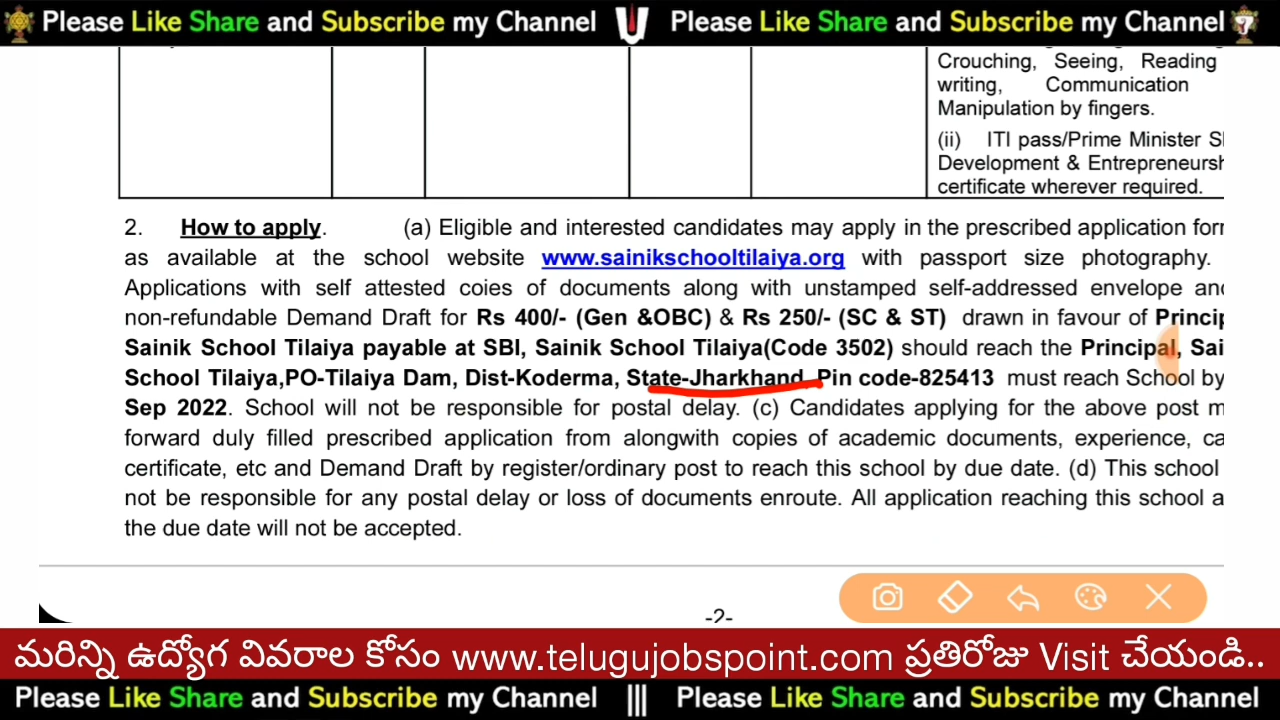 Please Like Share and Subscribe my Channel Please Like Share and Subscribe my Channel
Crouching, Seeing, Reading
writing, Communication
Manipulation by fingers.
(ii) ITI pass/Prime Minister
Development &
certificate wherever required.
2. How to apply. (a) Eligible and interested candidates may apply in the prescribed application
as available at the school website www.sainikschooltilaiya.org with passport size photography.
Applications with self attested coies of documents along with unstamped self-addressed envelope
non-refundable Demand Draft for Rs 400/- (Gen &OBC) & Rs 250/- (SC & ST) drawn in favour of
Sainik School Tilaiya payable at SBI, Sainik School Tilaiya(Code 3502) should reach the Principal,
School Tilaiya,PO-Tilaiya Dam, Dist-Koderma, State-Jharkhand, Pin code-825413 must reach School by
Sep 2022. School will not be responsible for postal delay. (c) Candidates applying for the above post
forward duly filled prescribed application from alongwith copies of academic documents, experience,
certificate, etc and Demand Draft by register/ordinary post to reach this school by due date. (d) This school
not be responsible for any postal delay or loss of documents enroute. All application reaching this school
the due date will not be accepted.
-2-
మరిన్ని ఉద్యోగ వివరాల కోసం www.telugujobspoint.com ప్రతిరోజు Visit చేయండి..
Please Like Share and Subscribe my Channel ||| Please Like Share and Subscribe my Channel